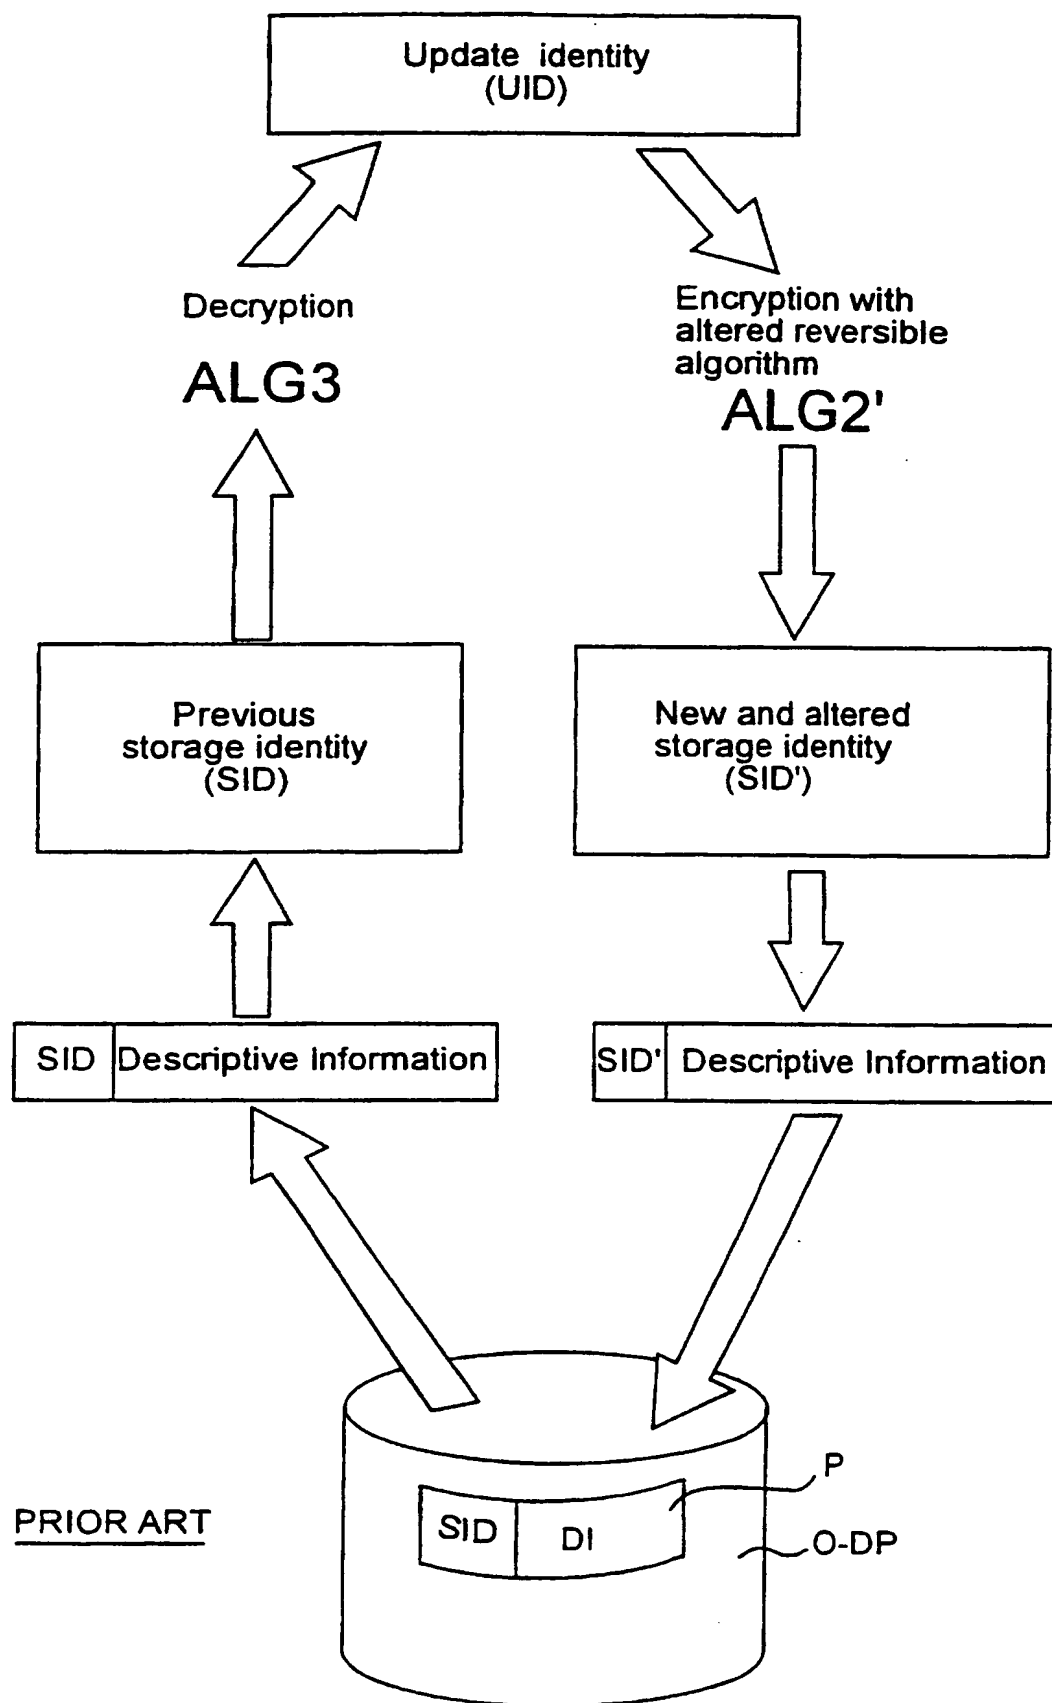 Update identity
(UID)
Decryption
ALG3
Encryption with
altered reversible
algorithm
ALG2'
Previous
storage identity
(SID)
New and altered
storage identity
(SID')
SID Descriptive Information
SID' Descriptive Information
P
SID DI
O-DP
PRIOR ART